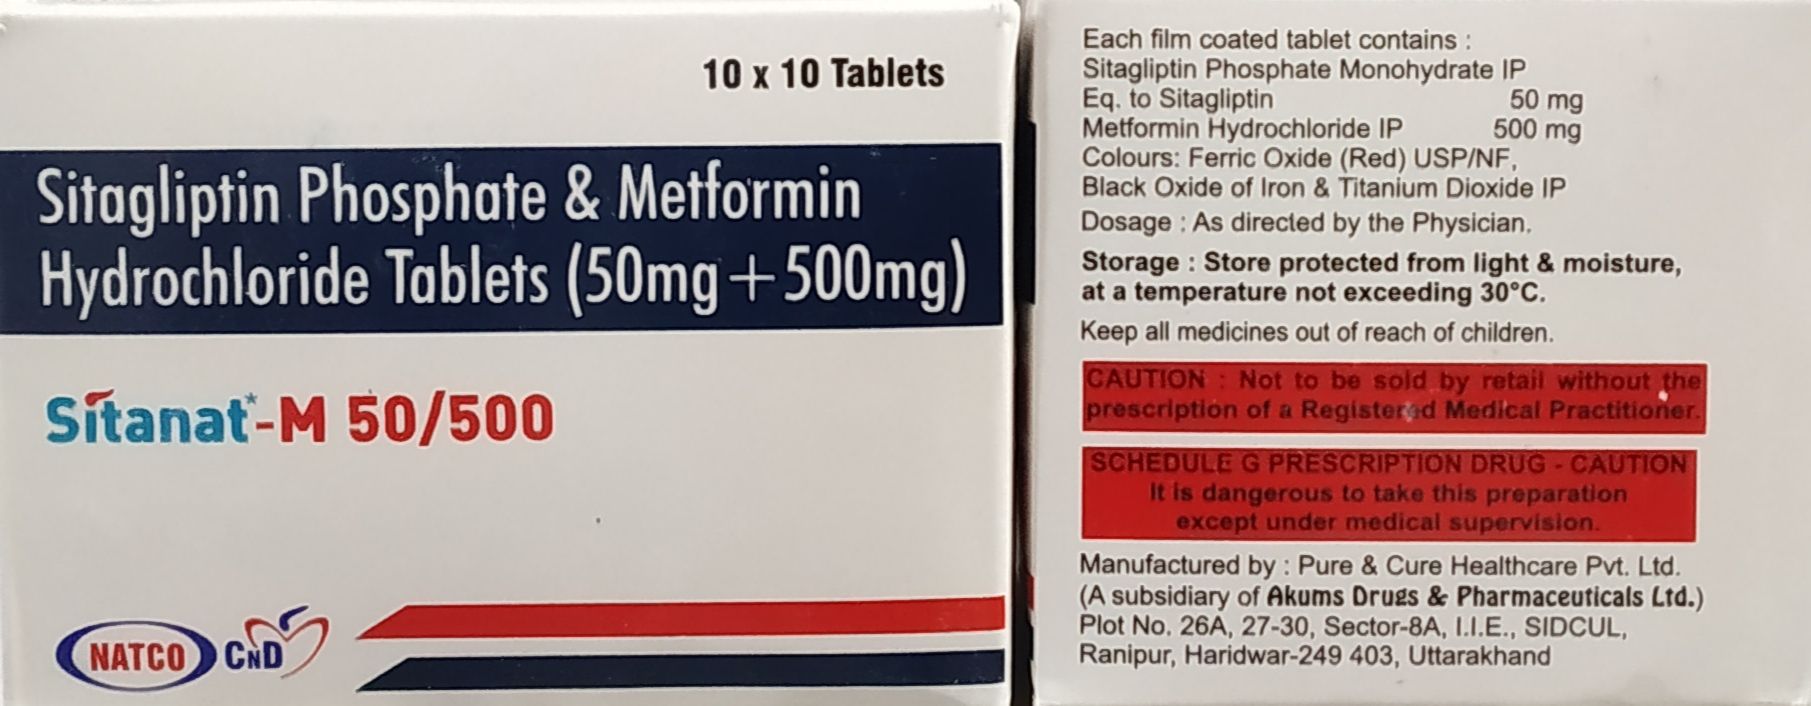 10 x 10 Tablets
Sitagliptin Phosphate & Metformin
Hydrochloride Tablets (50mg+500mg)
Sitanat*-M 50/500
NATCO CND
Each film coated tablet contains :
Sitagliptin Phosphate Monohydrate IP
Eq. to Sitagliptin 50 mg
Metformin Hydrochloride IP 500 mg
Colours: Ferric Oxide (Red) USP/NF,
Black Oxide of Iron & Titanium Dioxide IP
Dosage : As directed by the Physician.
Storage : Store protected from light & moisture,
at a temperature not exceeding 30°C.
Keep all medicines out of reach of children.
CAUTION : Not to be sold by retail without the
prescription of a Registered Medical Practitioner.
SCHEDULE G PRESCRIPTION DRUG - CAUTION
It is dangerous to take this preparation
except under medical supervision.
Manufactured by : Pure & Cure Healthcare Pvt. Ltd.
(A subsidiary of Akums Drugs & Pharmaceuticals Ltd.)
Plot No. 26A, 27-30, Sector-8A, I.I.E., SIDCUL,
Ranipur, Haridwar-249 403, Uttarakhand